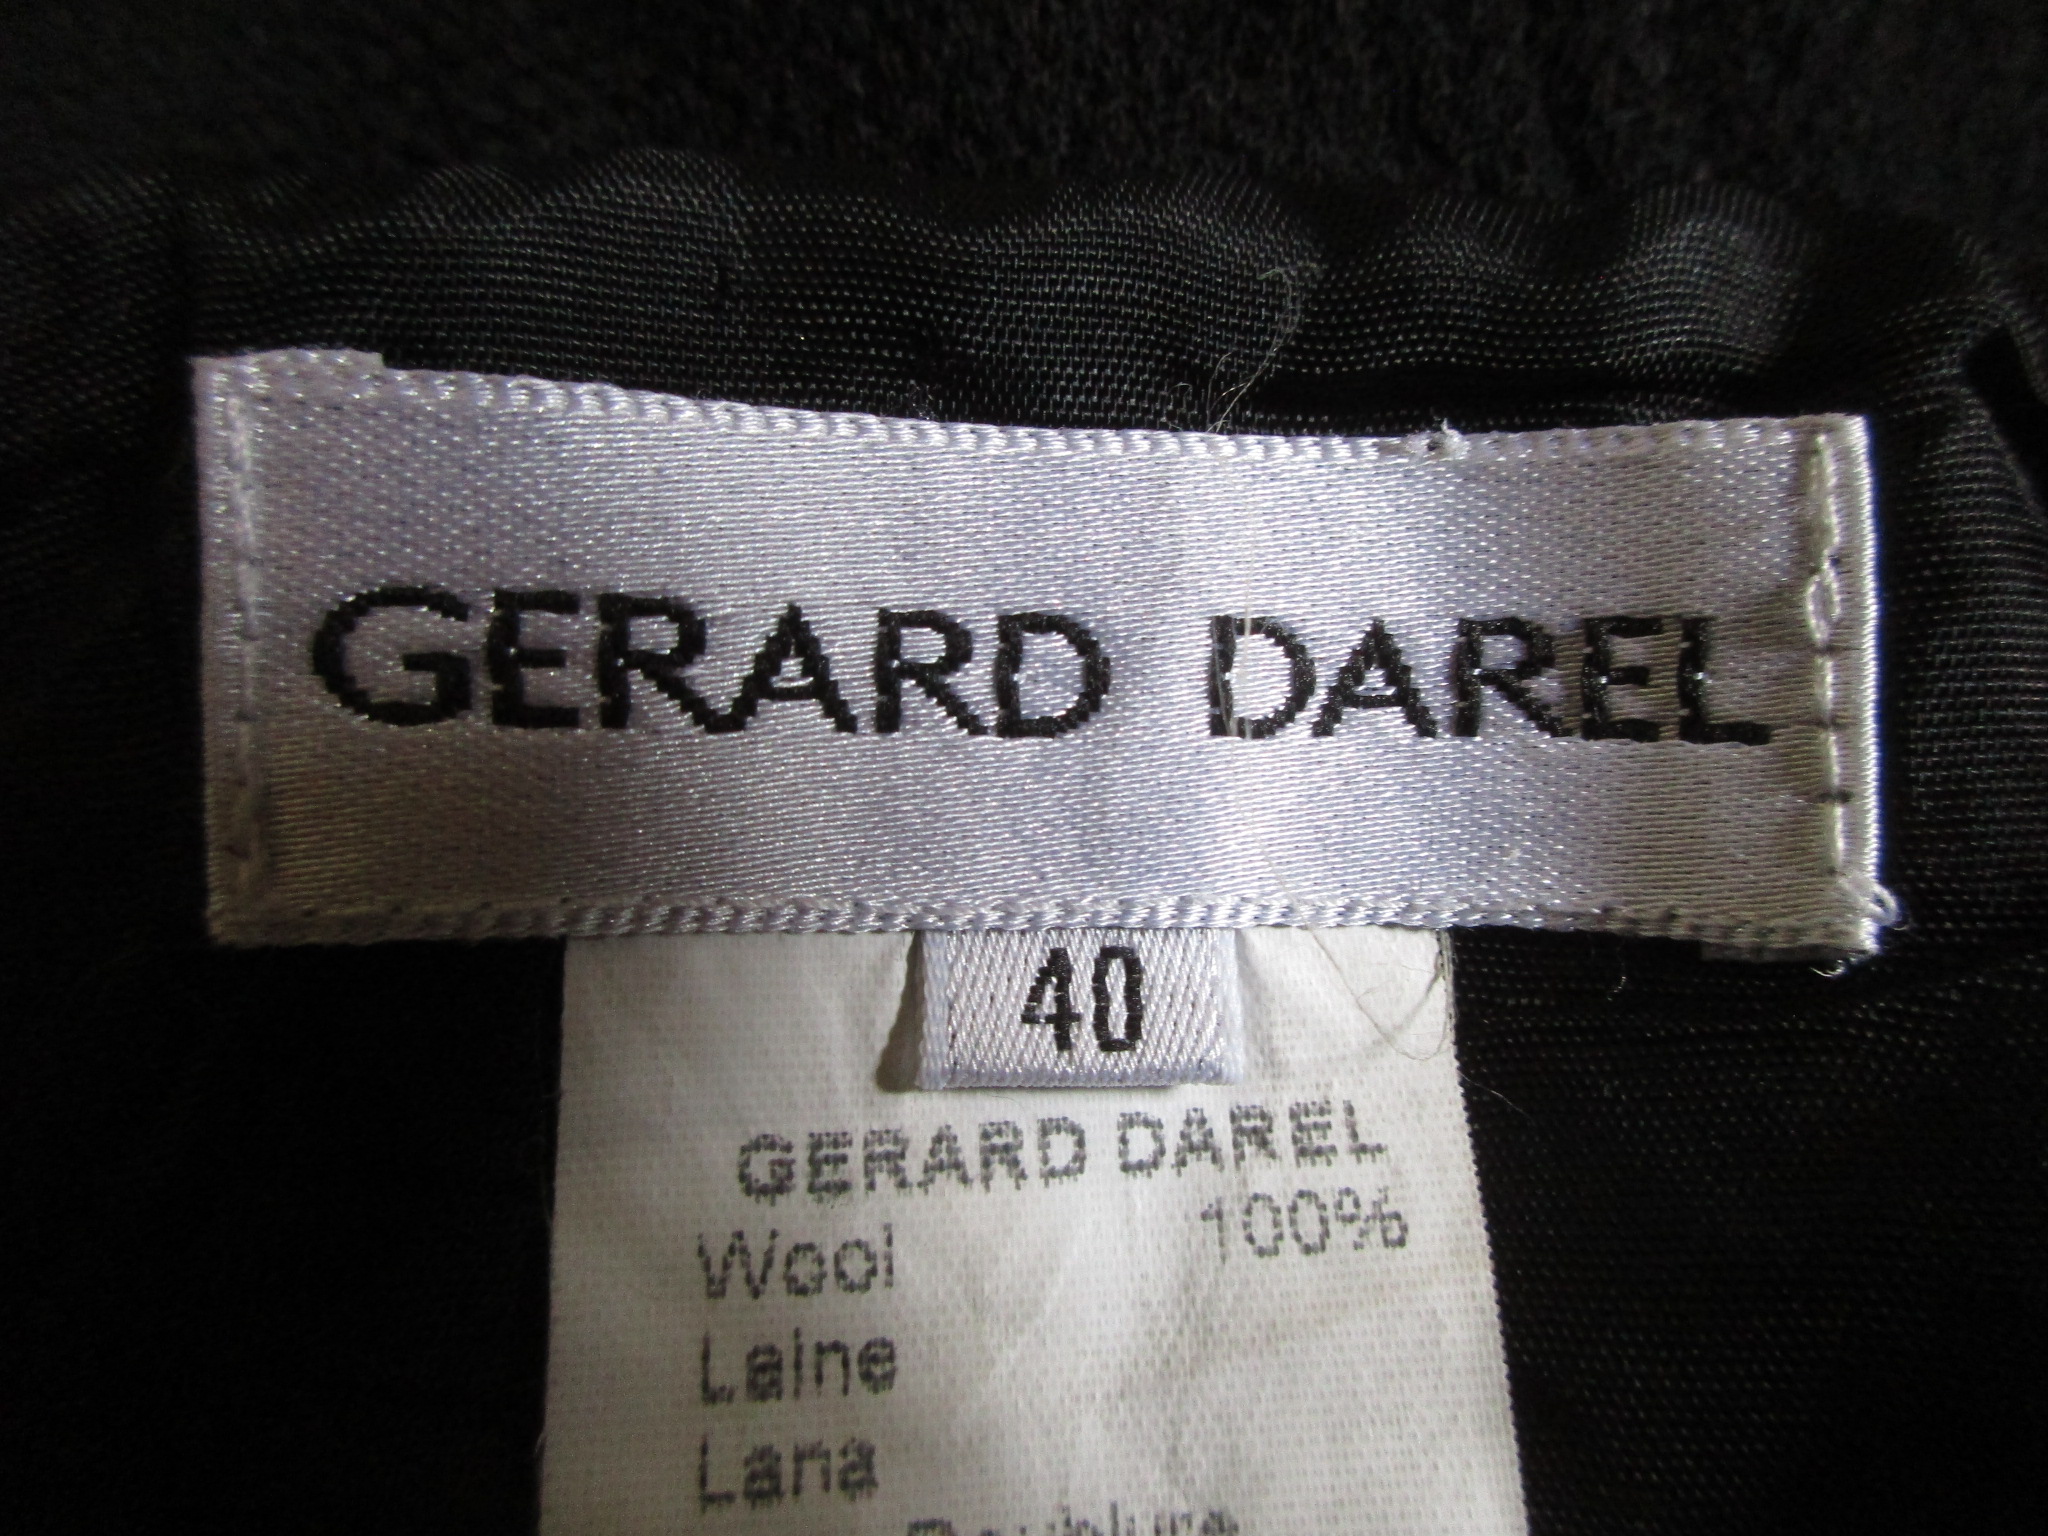 GERARD DAREL
40
GERARD DAREL
Wool 100%
Laine
Lana